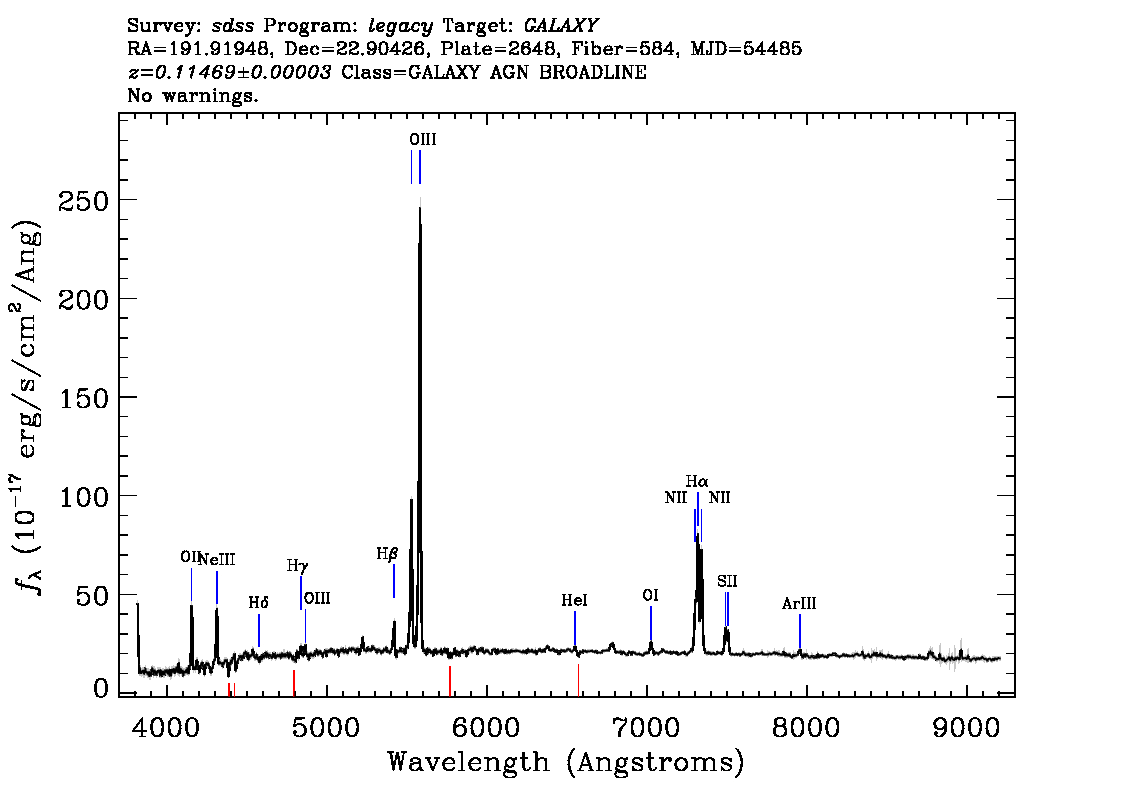 Survey: sdss Program: legacy Target: GALAXY
RA=191.91948, Dec=22.90426, Plate=2648, Fiber=584, MJD=54485
z=0.11469±0.00003 Class=GALAXY AGN BROADLINE
No warnings.
OIII
250
200
150
100
50
0
Hα
NII NII
OII NeIII
Hδ
Hγ
OIII
Hβ
HeI
OI
SII
ArIII
f_λ (10^-17 erg/s/cm^2/Ang)
4000 5000 6000 7000 8000 9000
Wavelength (Angstroms)